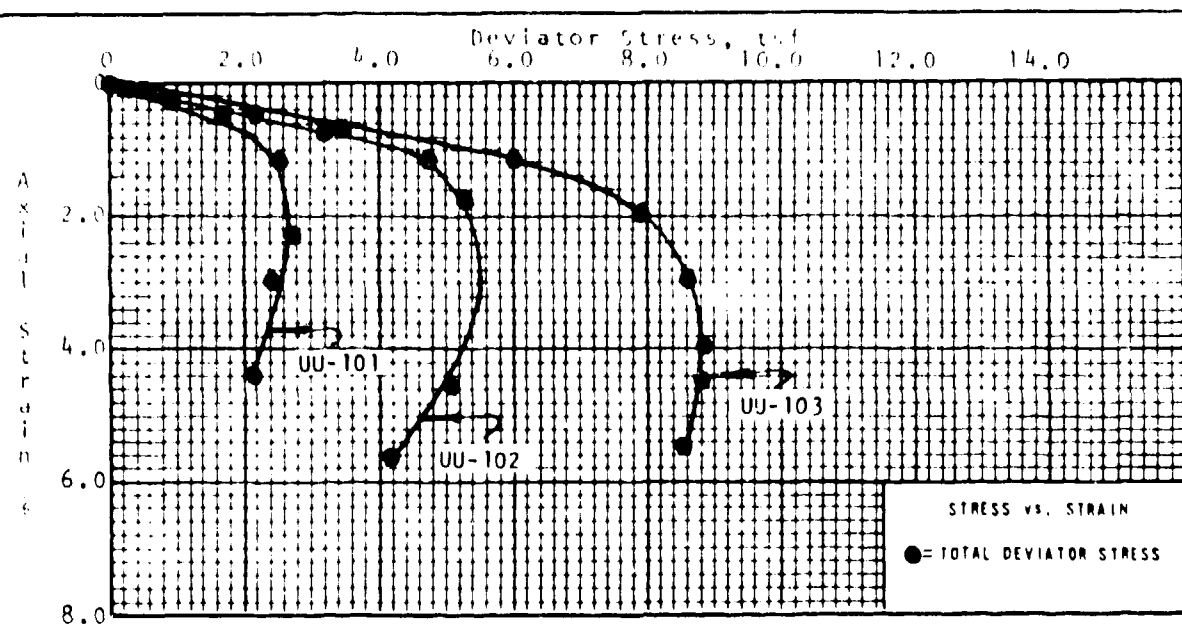 Deviator Stress, tsf
0 2.0 4.0 6.0 8.0 10.0 12.0 14.0
0
2.0
4.0
6.0
8.0
Axial Strain %
UU-101
UU-102
UU-103
STRESS vs. STRAIN
= TOTAL DEVIATOR STRESS